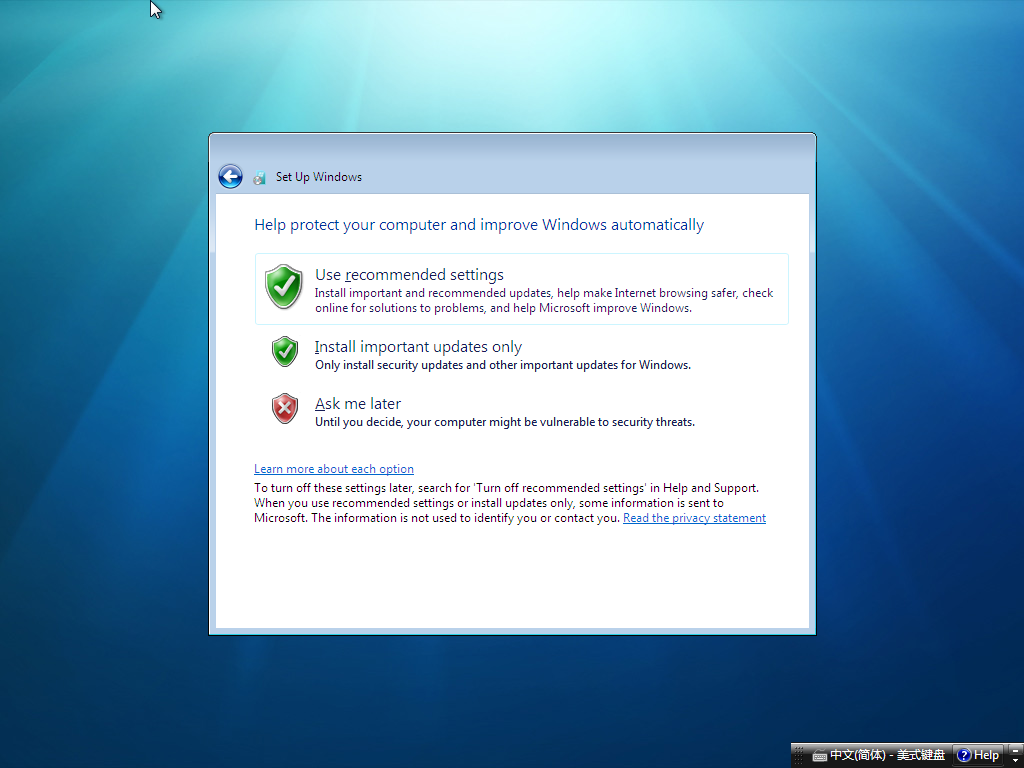 Set Up Windows
Help protect your computer and improve Windows automatically
Use recommended settings
Install important and recommended updates, help make Internet browsing safer, check
online for solutions to problems, and help Microsoft improve Windows.
Install important updates only
Only install security updates and other important updates for Windows.
Ask me later
Until you decide, your computer might be vulnerable to security threats.
Learn more about each option
To turn off these settings later, search for 'Turn off recommended settings' in Help and Support.
When you use recommended settings or install updates only, some information is sent to
Microsoft. The information is not used to identify you or contact you. Read the privacy statement
中文(简体) - 美式键盘 Help